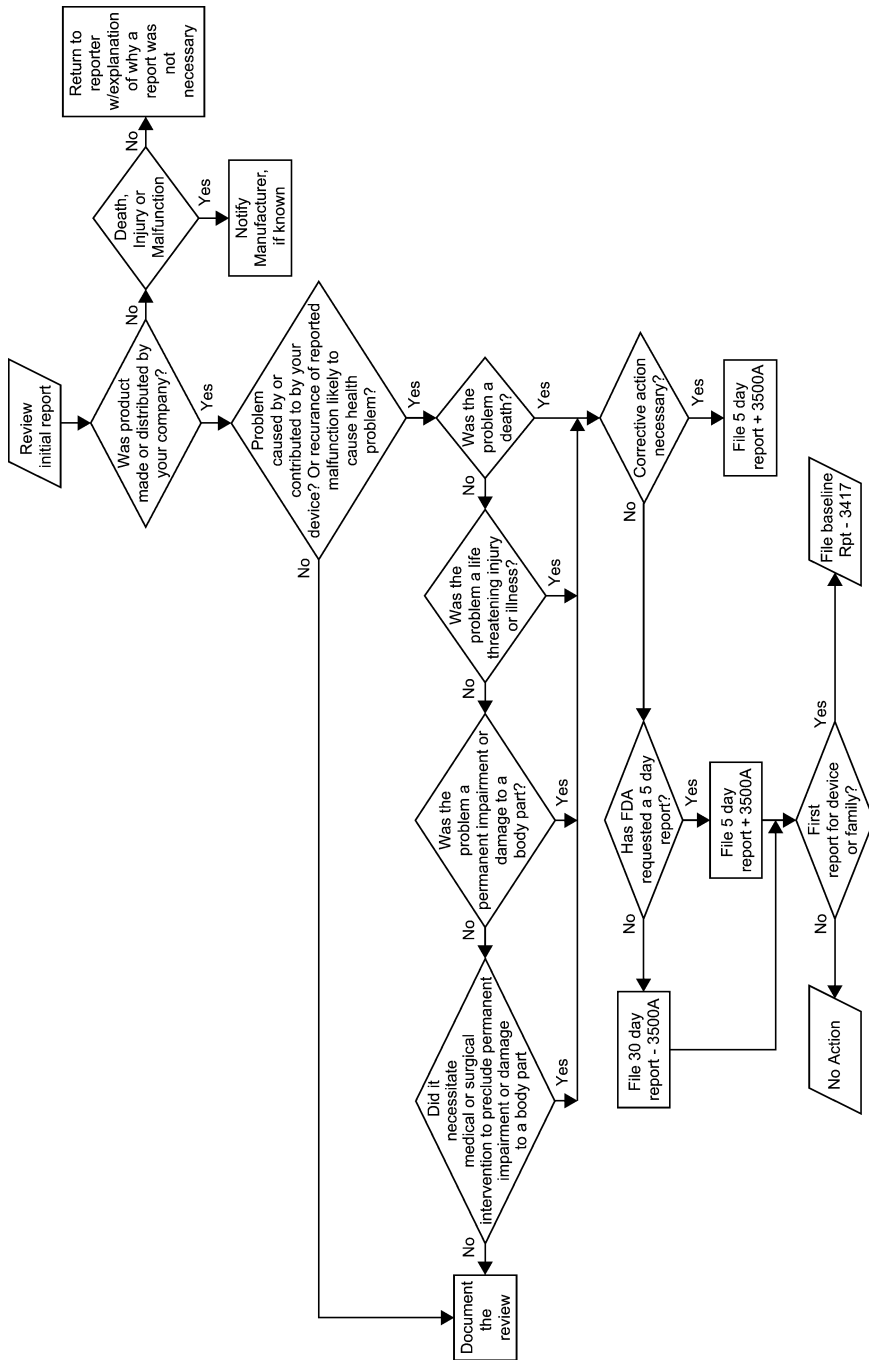 Review
initial report
Was product
made or distributed by
your company?
No
Death,
Injury or
Malfunction
No
Return to
reporter
w/explanation
of why a
report was
not
necessary
Yes
Notify
Manufacturer,
if known
Yes
Problem
caused by or
contributed to by your
device? Or recurance of reported
malfunction likely to
cause health
problem?
No
Yes
Was the
problem a
death?
Yes
No
Was the
problem a life
threatening injury
or illness?
Yes
No
Was the
problem a
permanent impairment or
damage to a
body part?
Yes
No
Did it
necessitate
medical or surgical
intervention to preclude permanent
impairment or damage
to a body part
Yes
No
Document
the
review
Corrective action
necessary?
Yes
File 5 day
report + 3500A
No
Has FDA
requested a 5 day
report?
Yes
File 5 day
report + 3500A
No
File 30 day
report - 3500A
First
report for device
or family?
Yes
File baseline
Rpt - 3417
No
No Action